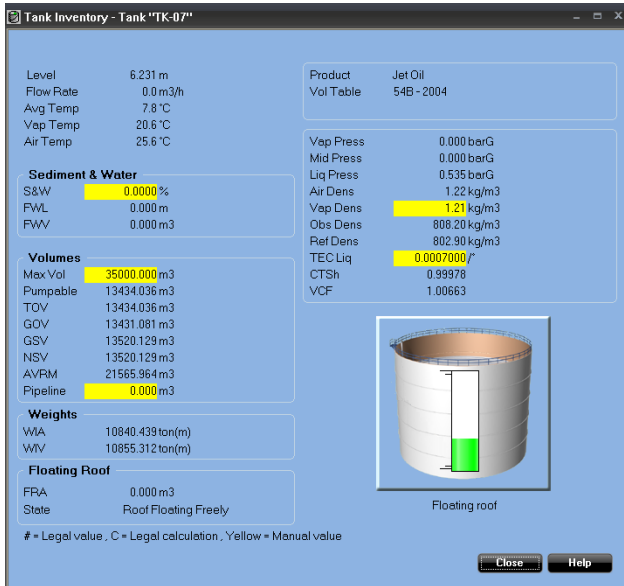 Tank Inventory - Tank "TK-07"
Level 6.231 m
Flow Rate 0.0 m3/h
Avg Temp 7.8 °C
Vap Temp 20.6 °C
Air Temp 25.6 °C
Sediment & Water
S&W 0.0000 %
FWL 0.000 m
FWV 0.000 m3
Volumes
Max Vol 35000.000 m3
Pumpable 13434.036 m3
TOV 13434.036 m3
GOV 13431.081 m3
GSV 13520.129 m3
NSV 13520.129 m3
AVRM 21565.964 m3
Pipeline 0.000 m3
Weights
WIA 10840.439 ton(m)
WIV 10855.312 ton(m)
Floating Roof
FRA 0.000 m3
State Roof Floating Freely
Product Jet Oil
Vol Table 54B - 2004
Vap Press 0.000 barG
Mid Press 0.000 barG
Liq Press 0.535 barG
Air Dens 1.22 kg/m3
Vap Dens 1.21 kg/m3
Obs Dens 808.20 kg/m3
Ref Dens 802.90 kg/m3
TEC Liq 0.0007000 /°
CTSh 0.99978
VCF 1.00663
Floating roof
# = Legal value , C = Legal calculation , Yellow = Manual value
Close Help